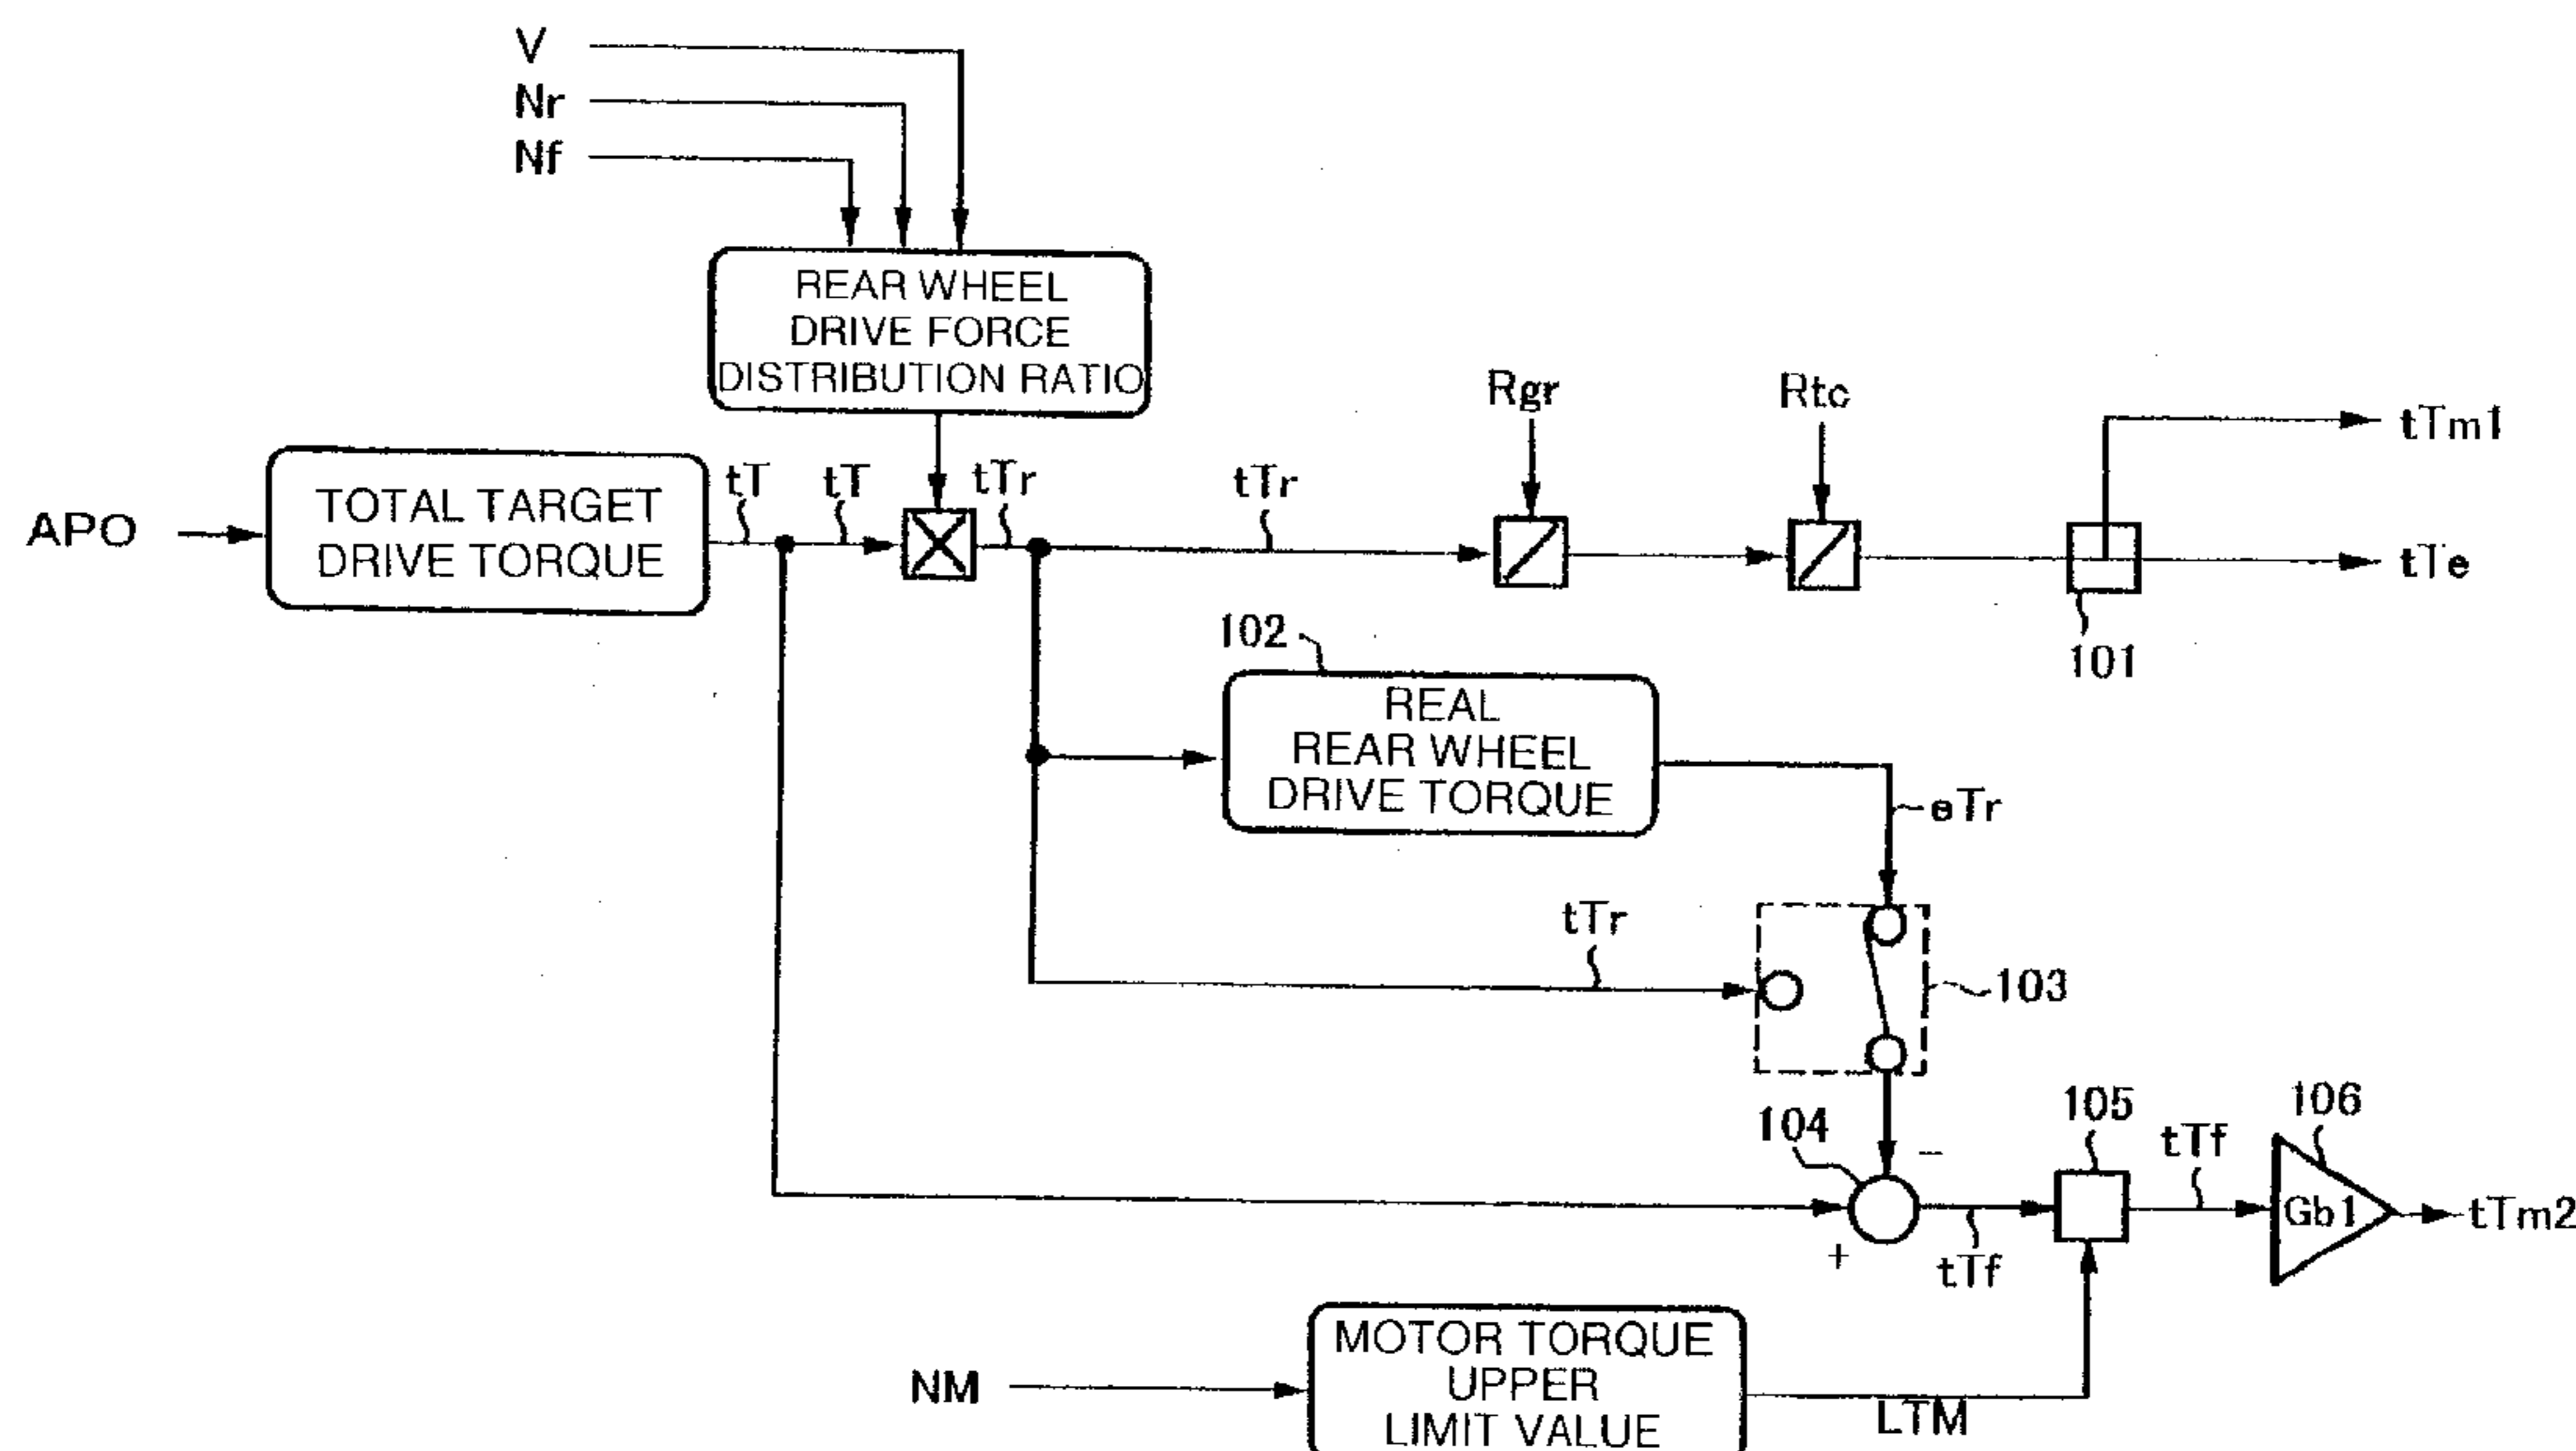 V
Nr
Nf
REAR WHEEL
DRIVE FORCE
DISTRIBUTION RATIO
Rgr
Rtc
tTm1
APO
TOTAL TARGET
DRIVE TORQUE
tT
tT
tTr
tTr
tTe
101
102
REAL
REAR WHEEL
DRIVE TORQUE
eTr
tTr
103
104
-
+
tTf
105
tTf
106
Gb1
tTm2
NM
MOTOR TORQUE
UPPER
LIMIT VALUE
LTM